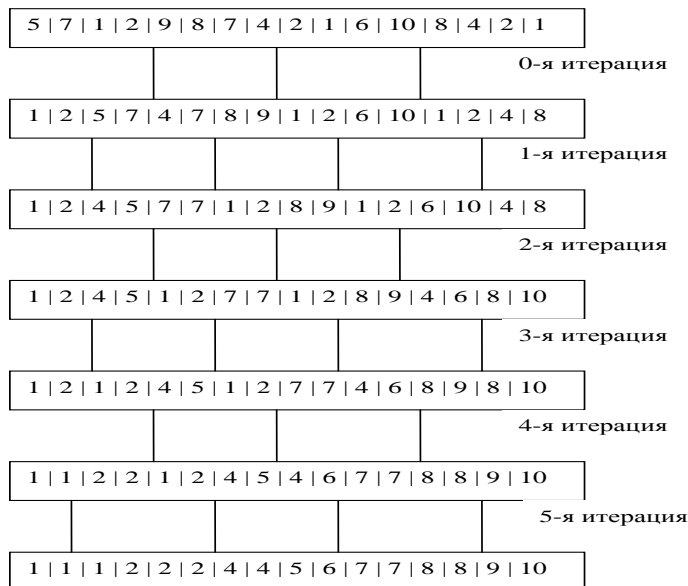 5 | 7 | 1 | 2 | 9 | 8 | 7 | 4 | 2 | 1 | 6 | 10 | 8 | 4 | 2 | 1
0-я итерация
1 | 2 | 5 | 7 | 4 | 7 | 8 | 9 | 1 | 2 | 6 | 10 | 1 | 2 | 4 | 8
1-я итерация
1 | 2 | 4 | 5 | 7 | 7 | 1 | 2 | 8 | 9 | 1 | 2 | 6 | 10 | 4 | 8
2-я итерация
1 | 2 | 4 | 5 | 1 | 2 | 7 | 7 | 1 | 2 | 8 | 9 | 4 | 6 | 8 | 10
3-я итерация
1 | 2 | 1 | 2 | 4 | 5 | 1 | 2 | 7 | 7 | 4 | 6 | 8 | 9 | 8 | 10
4-я итерация
1 | 1 | 2 | 2 | 1 | 2 | 4 | 5 | 4 | 6 | 7 | 7 | 8 | 8 | 9 | 10
5-я итерация
1 | 1 | 1 | 2 | 2 | 2 | 4 | 4 | 5 | 6 | 7 | 7 | 8 | 8 | 9 | 10